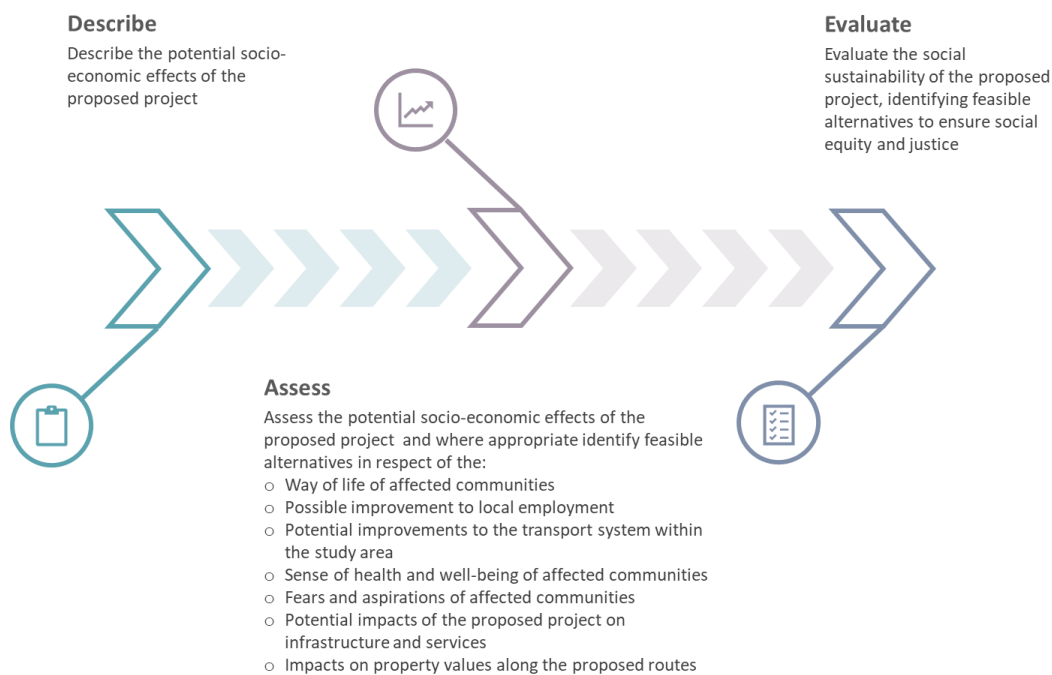 Describe
Describe the potential socio-
economic effects of the
proposed project
Evaluate
Evaluate the social
sustainability of the proposed
project, identifying feasible
alternatives to ensure social
equity and justice
Assess
Assess the potential socio-economic effects of the
proposed project and where appropriate identify feasible
alternatives in respect of the:
o Way of life of affected communities
o Possible improvement to local employment
o Potential improvements to the transport system within
the study area
o Sense of health and well-being of affected communities
o Fears and aspirations of affected communities
o Potential impacts of the proposed project on
infrastructure and services
o Impacts on property values along the proposed routes